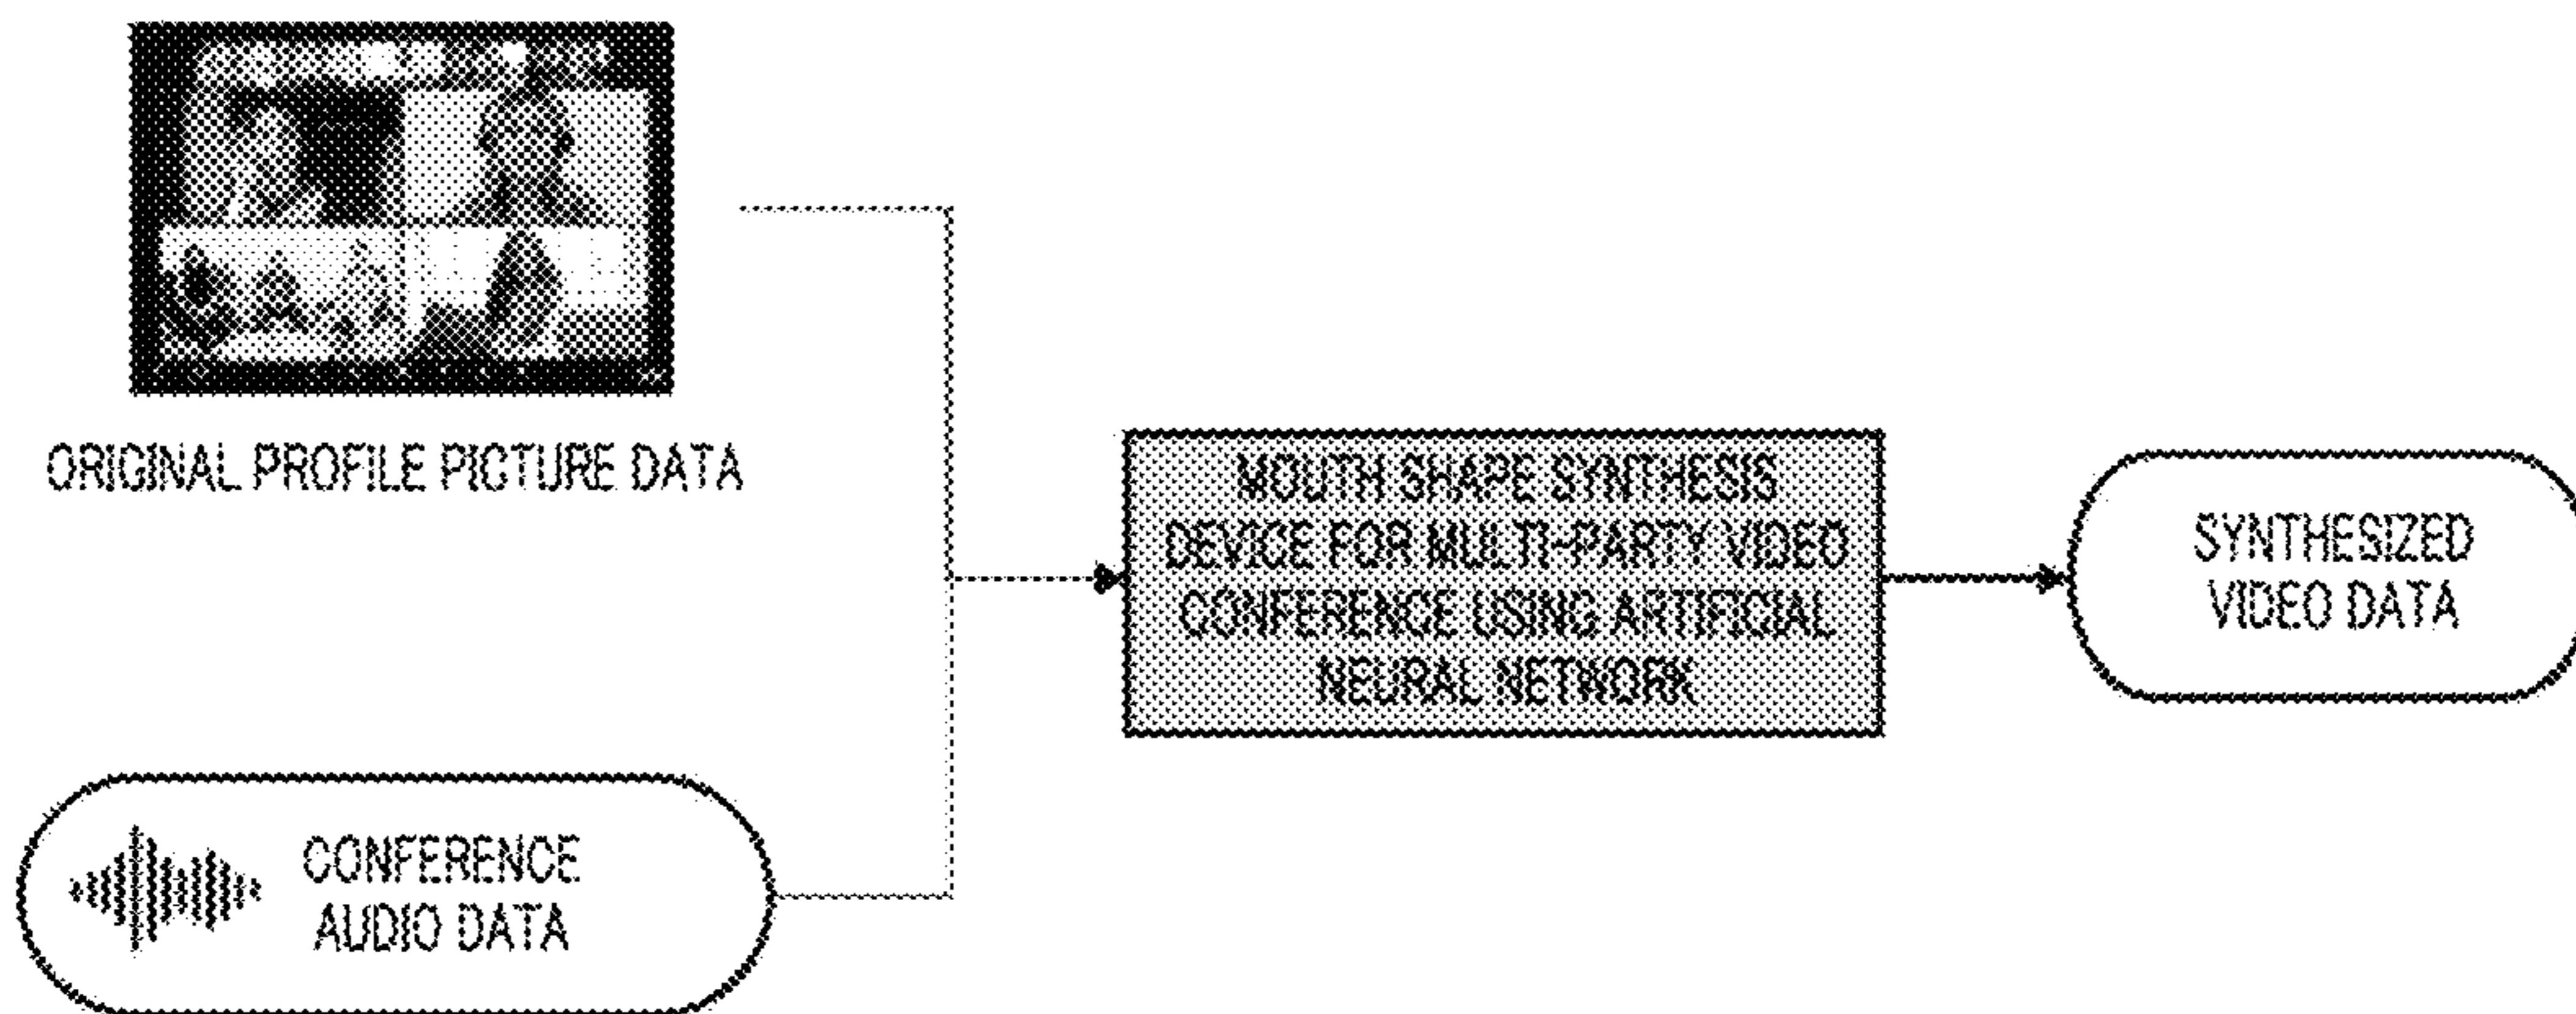 ORIGINAL PROFILE PICTURE DATA
MOUTH SHAPE SYNTHESIS
DEVICE FOR MULTI-PARTY VIDEO
CONFERENCE USING ARTIFICIAL
NEURAL NETWORK
SYNTHESIZED
VIDEO DATA
CONFERENCE
AUDIO DATA